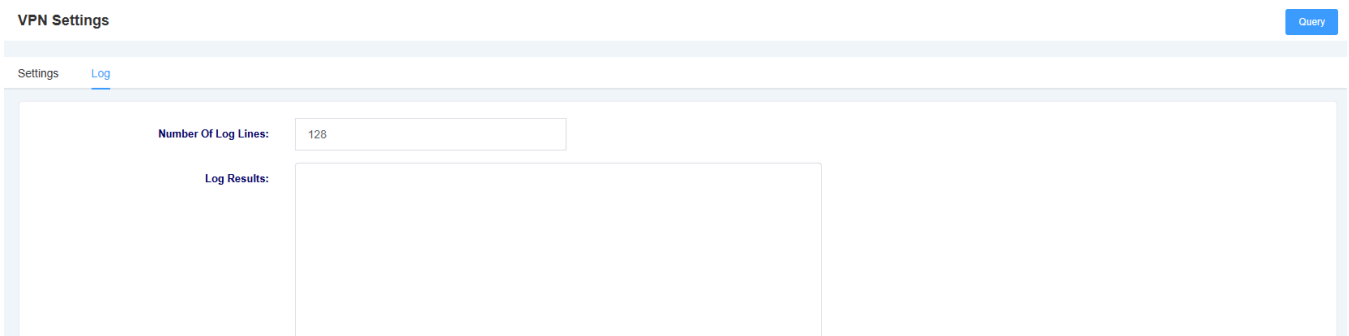 VPN Settings
Query
Settings
Log
Number Of Log Lines:
128
Log Results: